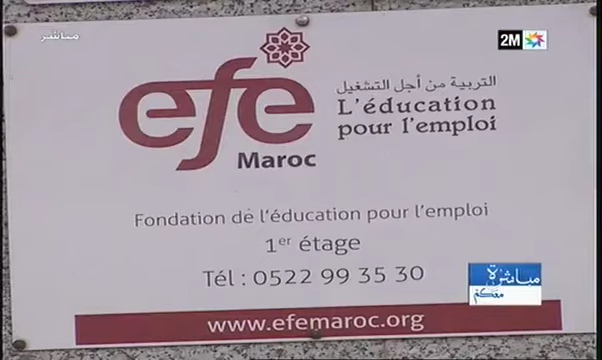 مباشر
2M
efe
Maroc
التربية من أجل التشغيل
L'éducation
pour l'emploi
Fondation de l'éducation pour l'emploi
1er étage
Tél : 0522 99 35 30
مباشرة
معكم
www.efemaroc.org